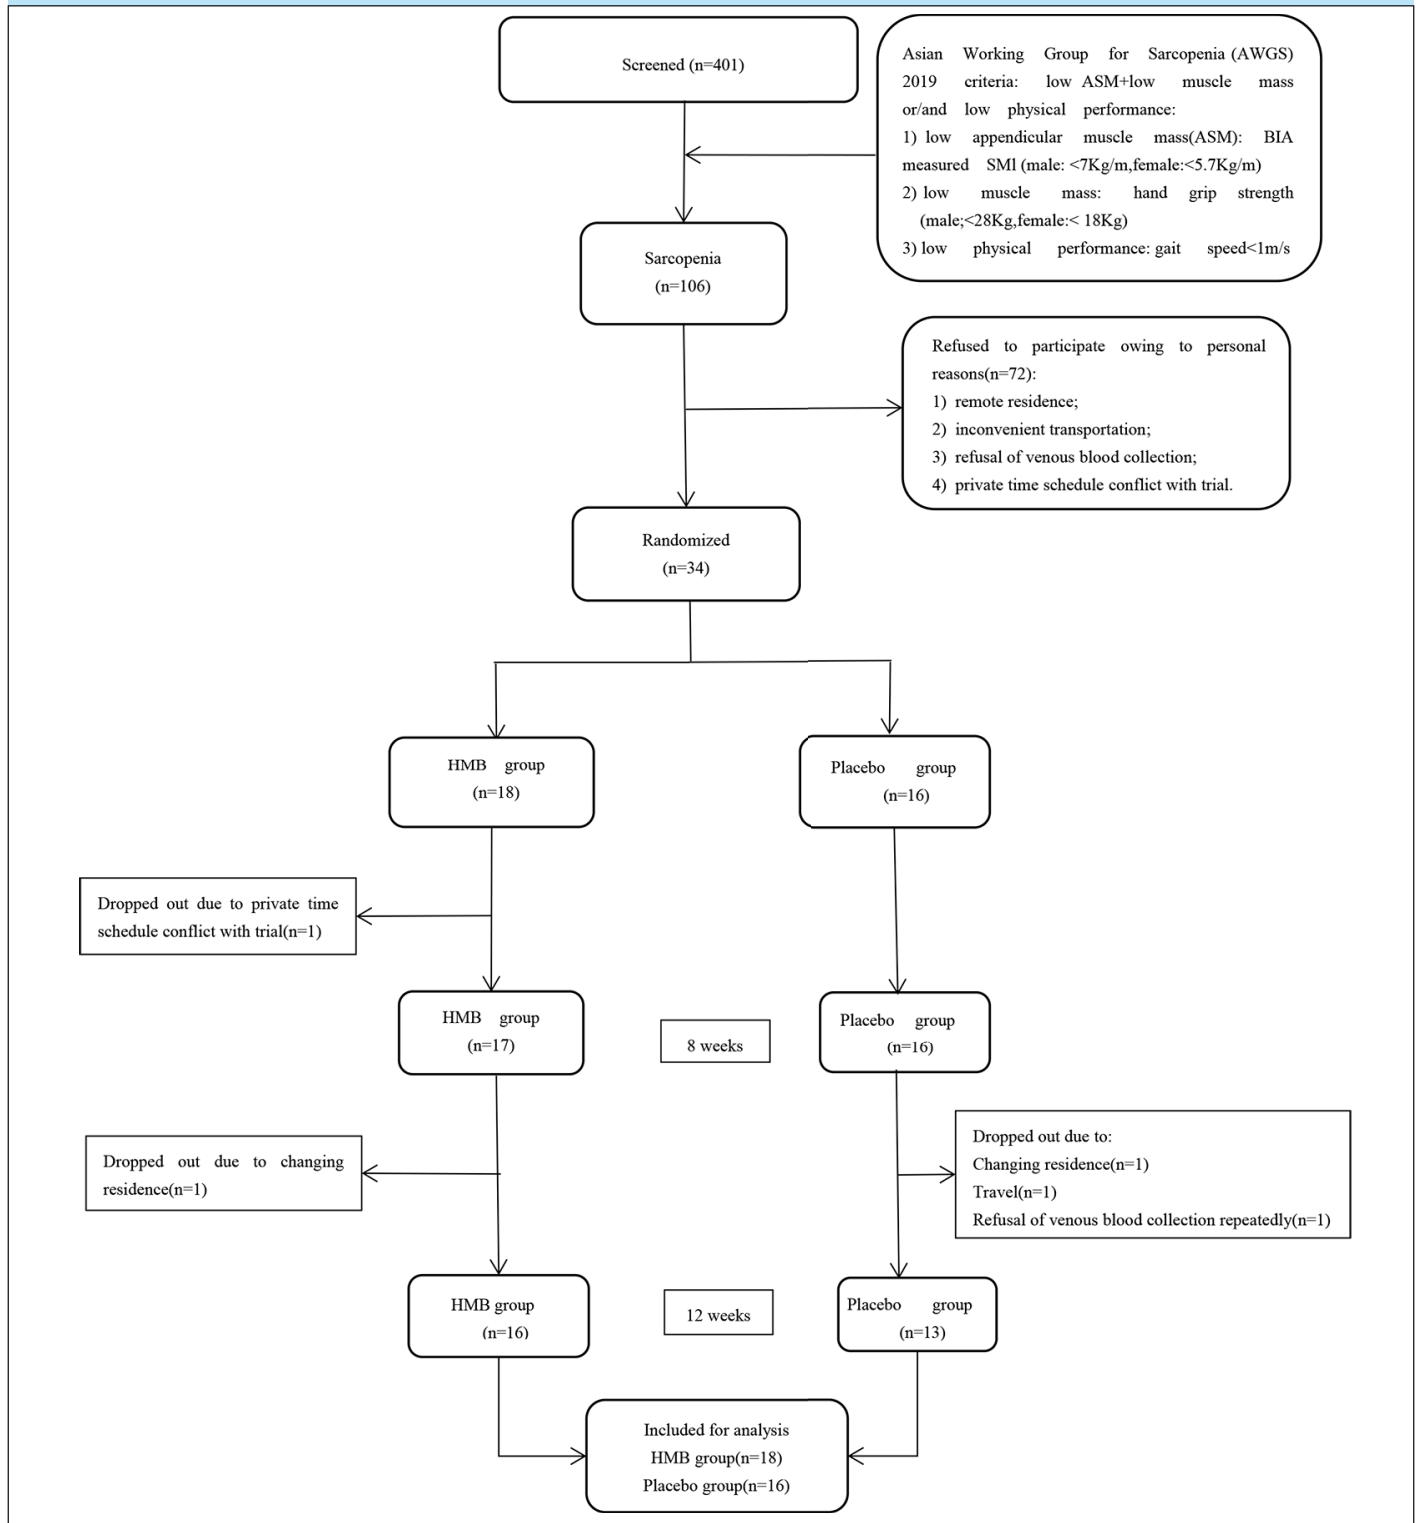 Screened (n=401)
Asian Working Group for Sarcopenia (AWGS)
2019 criteria: low ASM+low muscle mass
or/and low physical performance:
1) low appendicular muscle mass(ASM): BIA
measured SMl (male: <7Kg/m,female:<5.7Kg/m)
2) low muscle mass: hand grip strength
(male;<28Kg,female:< 18Kg)
3) low physical performance: gait speed<1m/s
Sarcopenia
(n=106)
Refused to participate owing to personal
reasons(n=72):
1) remote residence;
2) inconvenient transportation;
3) refusal of venous blood collection;
4) private time schedule conflict with trial.
Randomized
(n=34)
HMB group
(n=18)
Placebo group
(n=16)
Dropped out due to private time
schedule conflict with trial(n=1)
HMB group
(n=17)
8 weeks
Placebo group
(n=16)
Dropped out due to changing
residence(n=1)
Dropped out due to:
Changing residence(n=1)
Travel(n=1)
Refusal of venous blood collection repeatedly(n=1)
HMB group
(n=16)
12 weeks
Placebo group
(n=13)
Included for analysis
HMB group(n=18)
Placebo group(n=16)